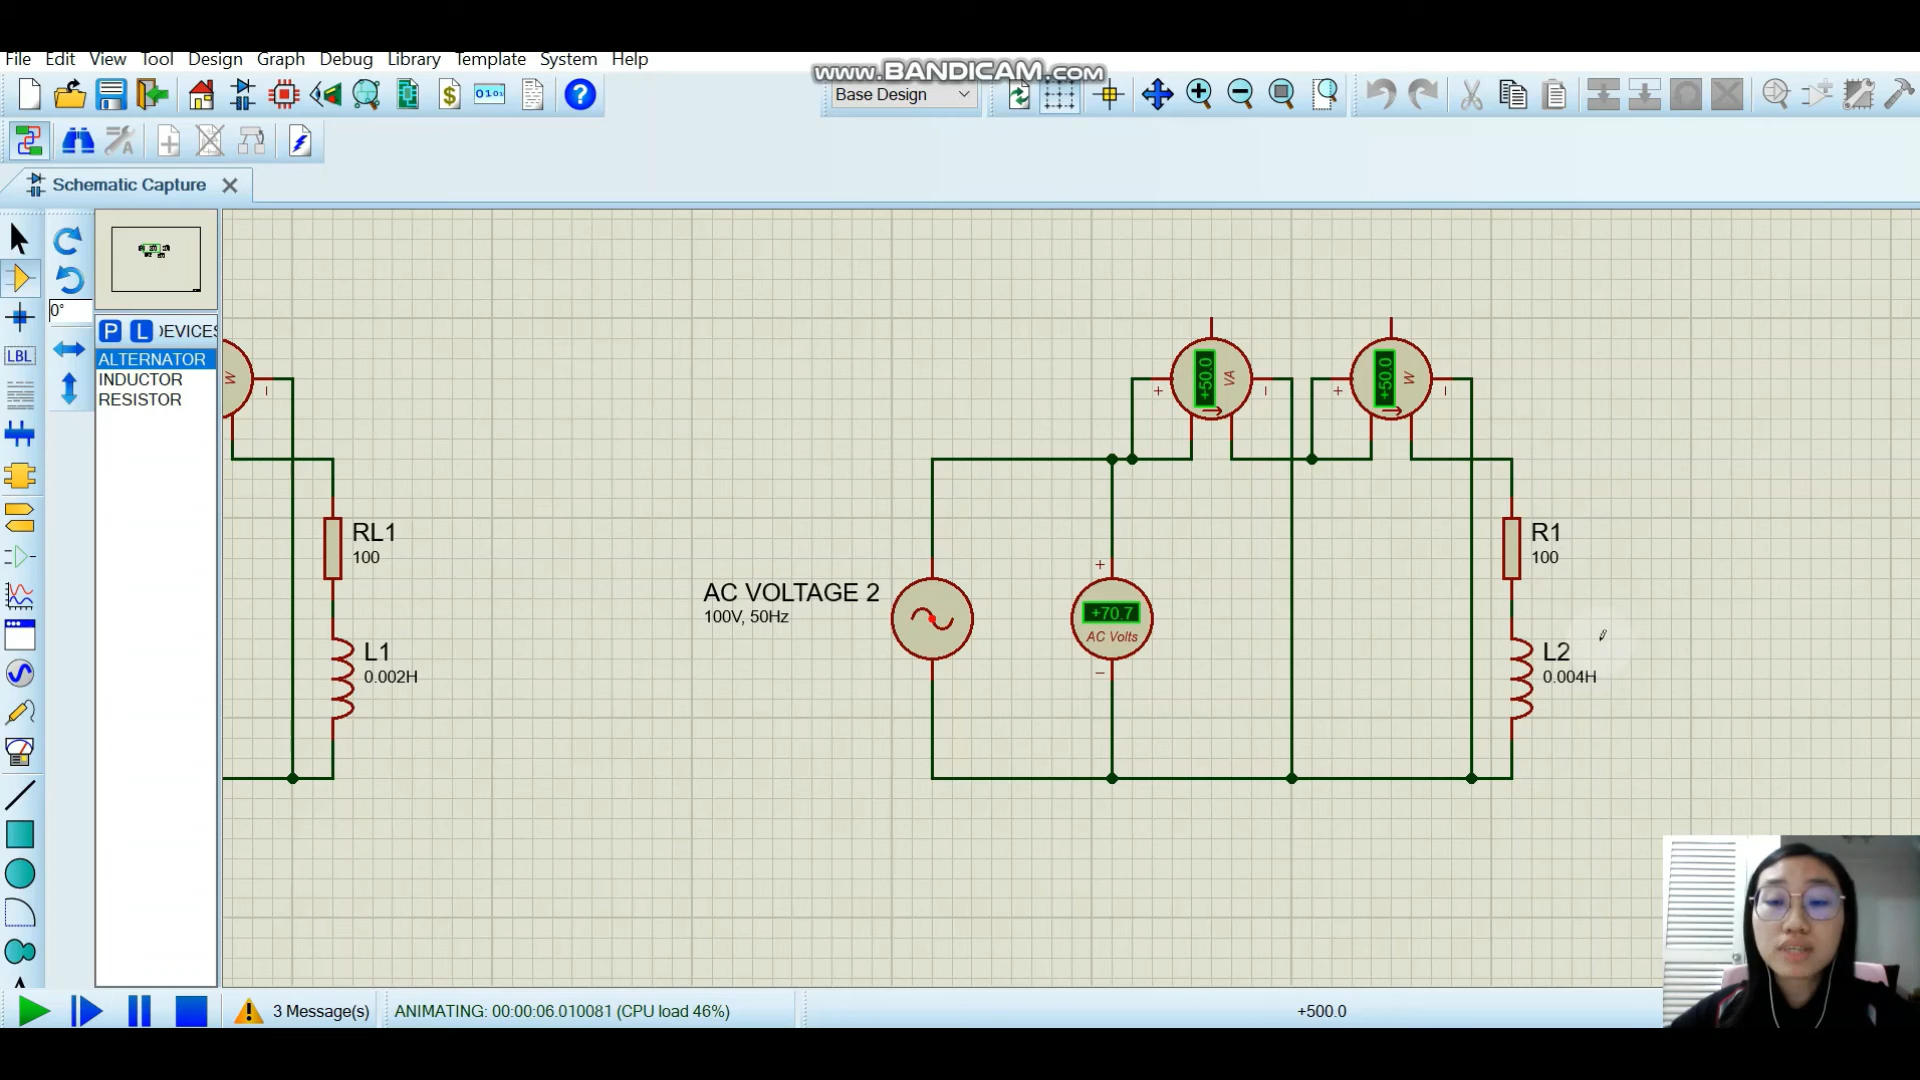 www.BANDICAM.com
File Edit View Tool Design Graph Debug Library Template System Help
Base Design
Schematic Capture
0°
P L DEVICES
ALTERNATOR
INDUCTOR
RESISTOR
LBL
0101
$
?
A
W
-
RL1
100
L1
0.002H
AC VOLTAGE 2
100V, 50Hz
+
+70.7
AC Volts
-
+
+50.0
VA
-
+
+50.0
W
-
R1
100
L2
0.004H
3 Message(s)
ANIMATING: 00:00:06.010081 (CPU load 46%)
+500.0